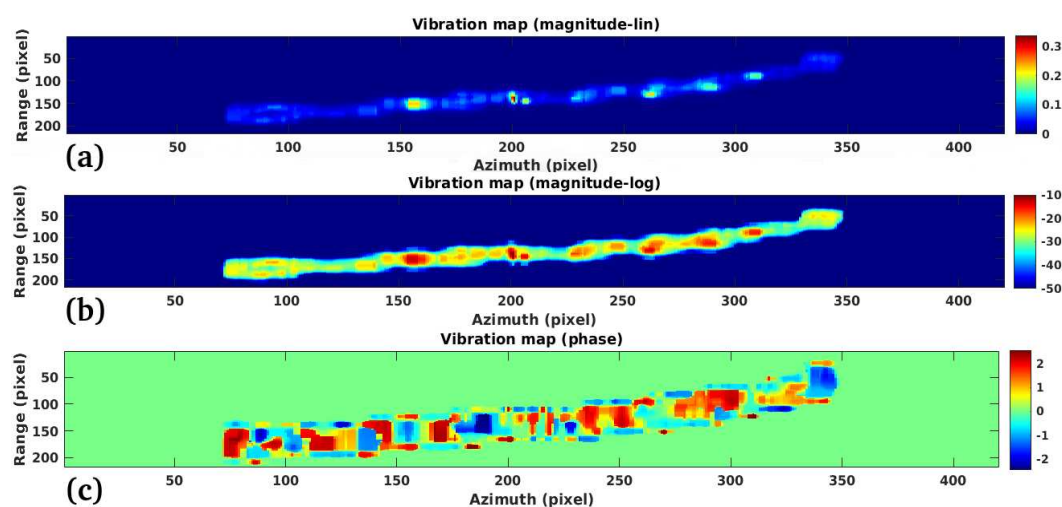 Vibration map (magnitude-lin)
Range (pixel)
50
100
150
200
0.3
0.2
0.1
0
50 100 150 200 250 300 350 400
Azimuth (pixel)
(a)
Vibration map (magnitude-log)
Range (pixel)
50
100
150
200
-10
-20
-30
-40
-50
50 100 150 200 250 300 350 400
Azimuth (pixel)
(b)
Vibration map (phase)
Range (pixel)
50
100
150
200
2
1
0
-1
-2
50 100 150 200 250 300 350 400
Azimuth (pixel)
(c)